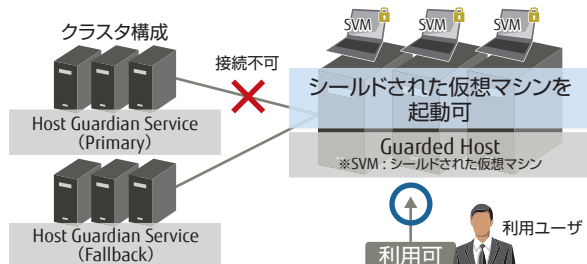 クラスタ構成
接続不可
SVM
SVM
SVM
シールドされた仮想マシンを
起動可
Host Guardian Service
(Primary)
Guarded Host
※SVM：シールドされた仮想マシン
Host Guardian Service
(Fallback)
利用可
利用ユーザ